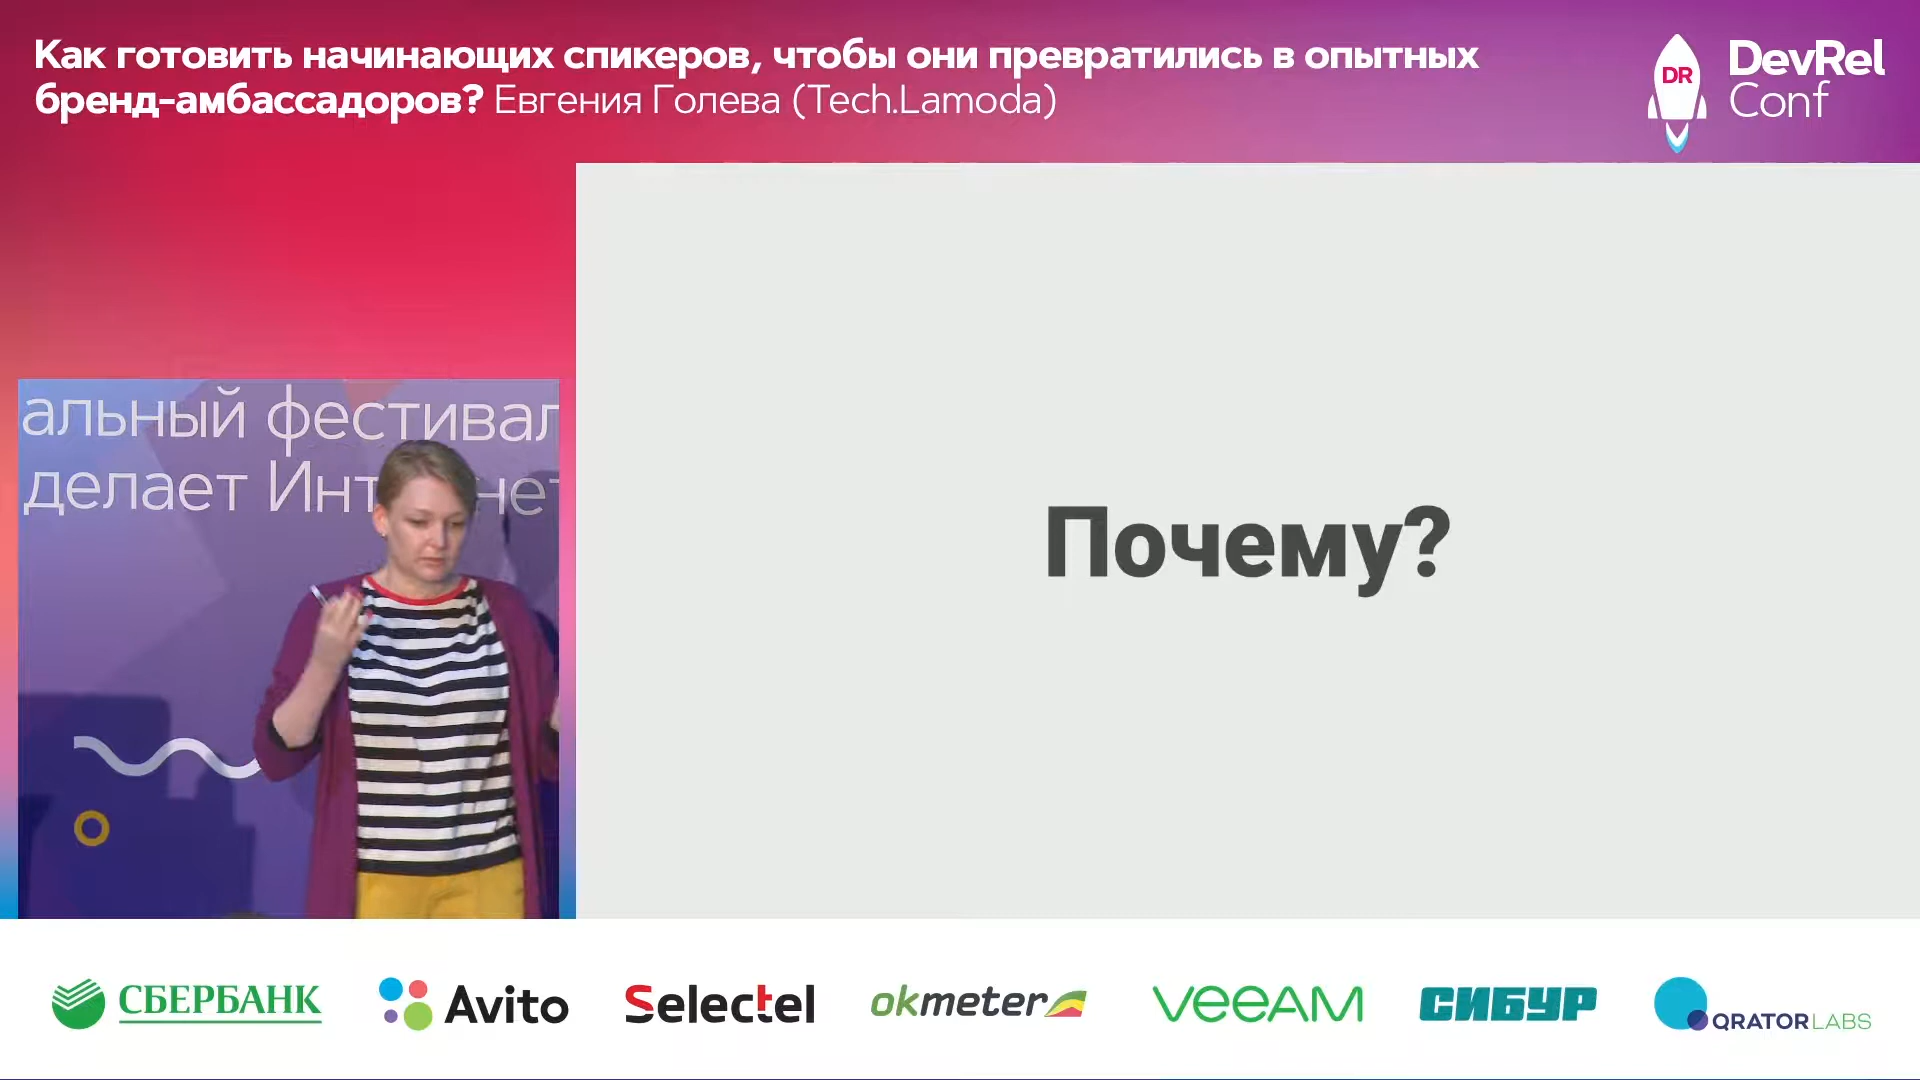 Как готовить начинающих спикеров, чтобы они превратились в опытных
бренд-амбассадоров? Евгения Голева (Tech.Lamoda)
DR
DevRel
Conf
альный фестивал
делает Инт нет
Почему?
СБЕРБАНК
Avito
Selectel
okmeter
veeAM
СИБУР
QRATOR LABS